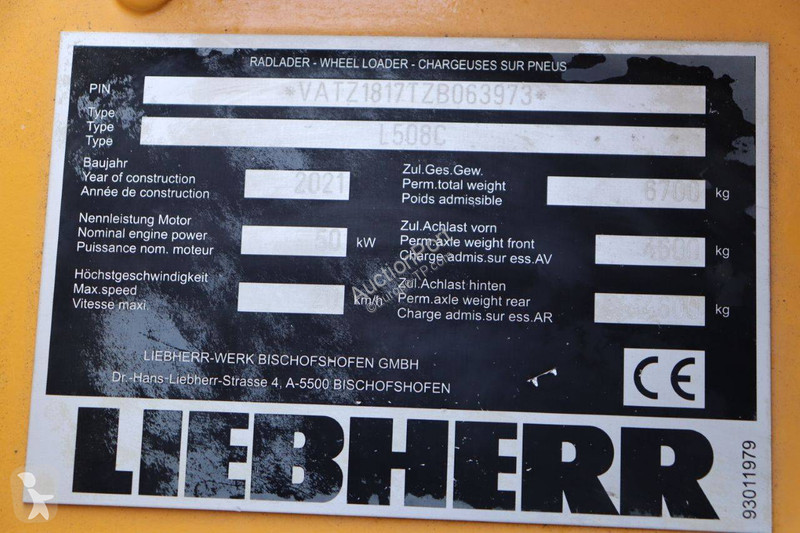 RADLADER - WHEEL LOADER - CHARGEUSES SUR PNEUS
PIN *VATZ1817TZB063973*
Type
Type L508C
Type
Baujahr
Year of construction 2021
Année de construction
Nennleistung Motor
Nominal engine power 50 kW
Puissance nom. moteur
Höchstgeschwindigkeit
Max.speed km/h
Vitesse maxi.
Zul.Ges.Gew.
Perm.total weight 6700 kg
Poids admissible
Zul.Achlast vorn
Perm.axle weight front 4600 kg
Charge admis.sur ess.AV
Zul.Achlast hinten
Perm.axle weight rear kg
Charge admis.sur ess.AR
LIEBHERR-WERK BISCHOFSHOFEN GMBH
Dr.-Hans-Liebherr-Strasse 4, A-5500 BISCHOFSHOFEN
CE
LIEBHERR
93011979
AuctionPort